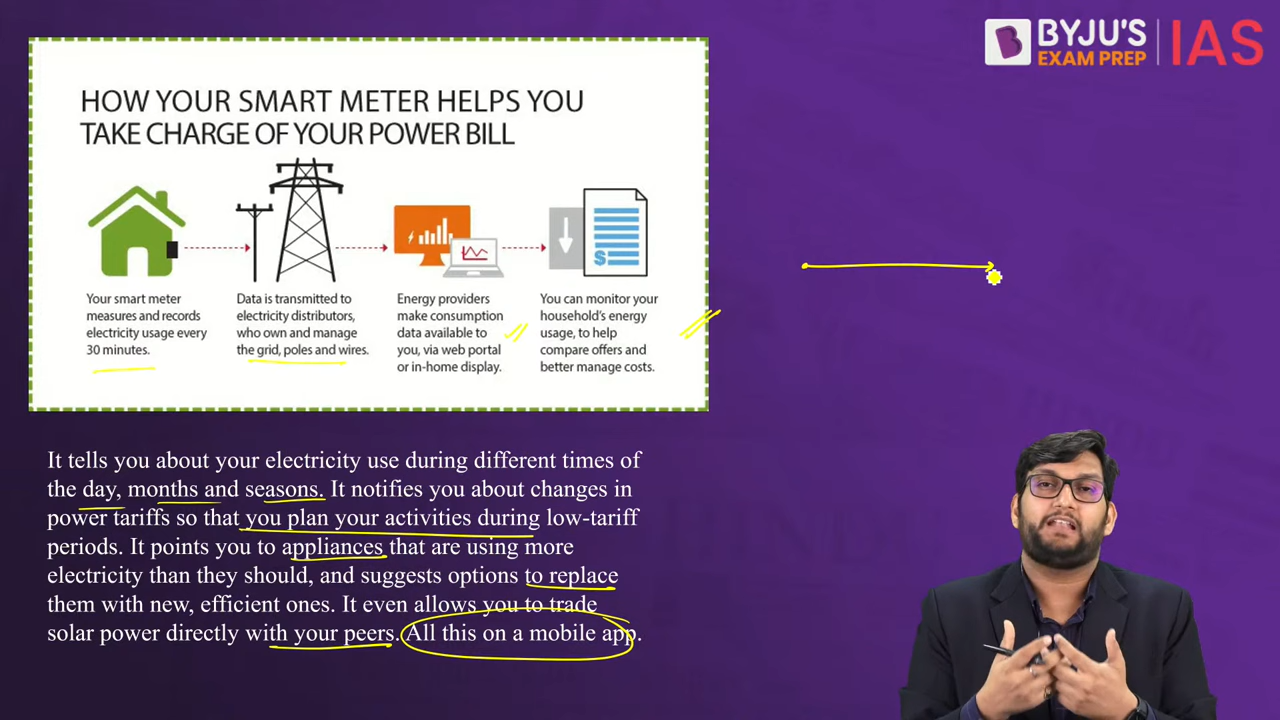 BYJU'S
EXAM PREP
IAS
HOW YOUR SMART METER HELPS YOU
TAKE CHARGE OF YOUR POWER BILL
$
Your smart meter
measures and records
electricity usage every
30 minutes.
Data is transmitted to
electricity distributors,
who own and manage
the grid, poles and wires.
Energy providers
make consumption
data available to
you, via web portal
or in-home display.
You can monitor your
household's energy
usage, to help
compare offers and
better manage costs.
It tells you about your electricity use during different times of
the day, months and seasons. It notifies you about changes in
power tariffs so that you plan your activities during low-tariff
periods. It points you to appliances that are using more
electricity than they should, and suggests options to replace
them with new, efficient ones. It even allows you to trade
solar power directly with your peers. All this on a mobile app.